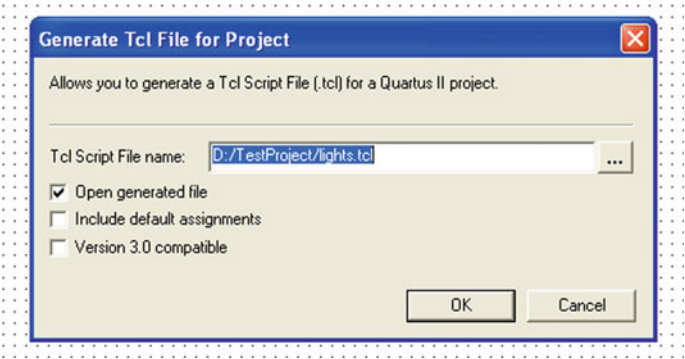 Generate Tcl File for Project
Allows you to generate a Tcl Script File (.tcl) for a Quartus II project.
Tcl Script File name: D:/TestProject/lights.tcl ...
Open generated file
Include default assignments
Version 3.0 compatible
OK Cancel